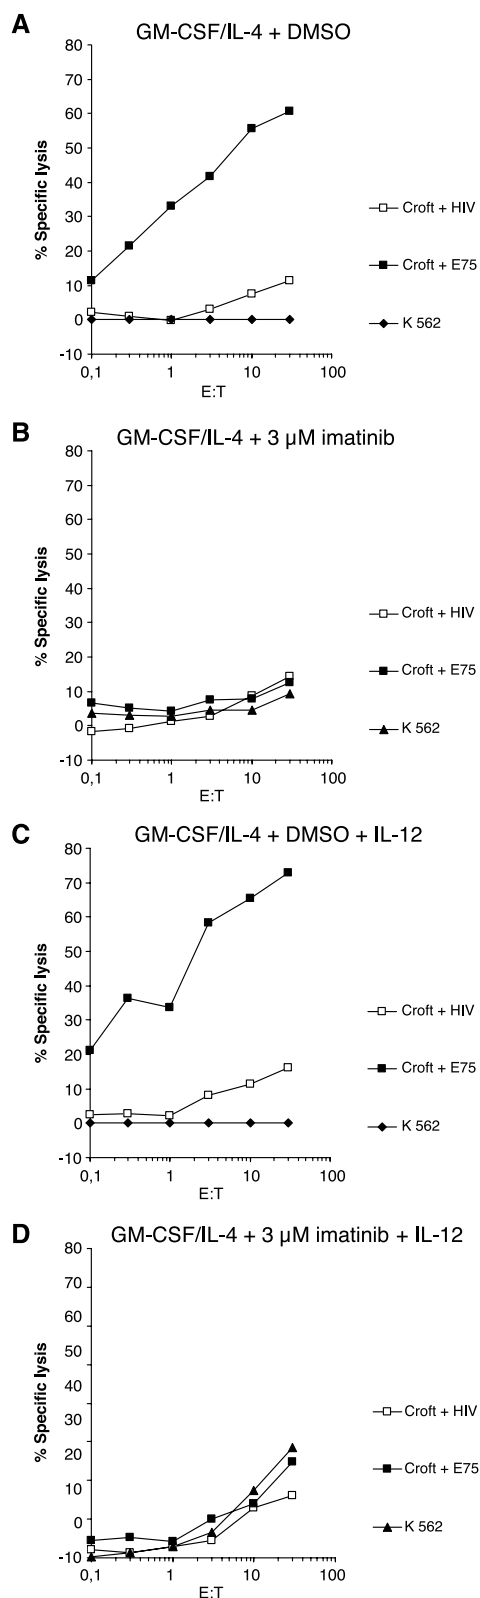 A
GM-CSF/IL-4 + DMSO
80
70
60
50
40
30
20
10
0
-10
% Specific lysis
0,1
1
10
100
E:T
Croft + HIV
Croft + E75
K 562
B
GM-CSF/IL-4 + 3 µM imatinib
80
70
60
50
40
30
20
10
0
-10
% Specific lysis
0,1
1
10
100
E:T
Croft + HIV
Croft + E75
K 562
C
GM-CSF/IL-4 + DMSO + IL-12
80
70
60
50
40
30
20
10
0
-10
% Specific lysis
0,1
1
10
100
E:T
Croft + HIV
Croft + E75
K 562
D
GM-CSF/IL-4 + 3 µM imatinib + IL-12
80
70
60
50
40
30
20
10
0
-10
% Specific lysis
0,1
1
10
100
E:T
Croft + HIV
Croft + E75
K 562